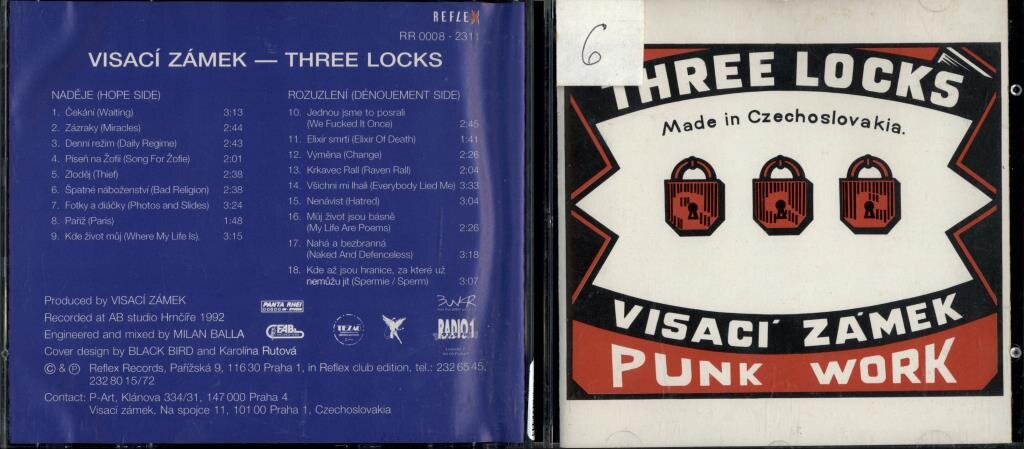 REFLEX
RR 0008 - 2311
VISACÍ ZÁMEK — THREE LOCKS
NADĚJE (HOPE SIDE)
1. Čekání (Waiting) 3:13
2. Zázraky (Miracles) 2:44
3. Denní režim (Daily Regime) 2:43
4. Píseň na Žofii (Song For Žofie) 2:01
5. Zloděj (Thief) 2:38
6. Špatné náboženství (Bad Religion) 2:38
7. Fotky a diáčky (Photos and Slides) 3:24
8. Paříž (Paris) 1:48
9. Kde život můj (Where My Life Is). 3:15
ROZUZLENÍ (DÉNOUEMENT SIDE)
10. Jednou jsme to posrali
(We Fucked It Once) 2:45
11. Elixír smrti (Elixir Of Death) 1:41
12. Výměna (Change) 2:26
13. Krkavec Rall (Raven Rall) 2:04
14. Všichni mi lhali (Everybody Lied Me) 3:33
15. Nenávist (Hatred) 3:04
16. Můj život jsou básně
(My Life Are Poems) 2:26
17. Nahá a bezbranná
(Naked And Defenceless) 3:18
18. Kde až jsou hranice, za které už
nemůžu jít (Spermie / Sperm) 3:07
Produced by VISACÍ ZÁMEK
Recorded at AB studio Hrnčíře 1992
Engineered and mixed by MILAN BALLA
Cover design by BLACK BIRD and Karolína Rutová
© & ℗ Reflex Records, Pařížská 9, 116 30 Praha 1, in Reflex club edition, tel.: 232 65 45,
232 80 15/72
Contact: P-Art, Klánova 334/31, 147 000 Praha 4
Visací zámek, Na spojce 11, 101 00 Praha 1, Czechoslovakia
PANTA RHEI
RADIO 1
6
THREE LOCKS
Made in Czechoslovakia.
VISACÍ ZÁMEK
PUNK WORK